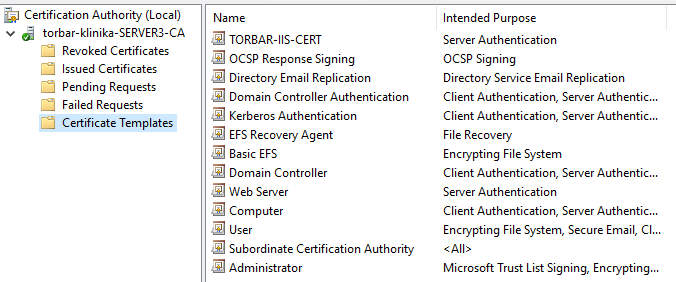 Certification Authority (Local)
torbar-klinika-SERVER3-CA
Revoked Certificates
Issued Certificates
Pending Requests
Failed Requests
Certificate Templates
Name Intended Purpose
TORBAR-IIS-CERT Server Authentication
OCSP Response Signing OCSP Signing
Directory Email Replication Directory Service Email Replication
Domain Controller Authentication Client Authentication, Server Authentic...
Kerberos Authentication Client Authentication, Server Authentic...
EFS Recovery Agent File Recovery
Basic EFS Encrypting File System
Domain Controller Client Authentication, Server Authentic...
Web Server Server Authentication
Computer Client Authentication, Server Authentic...
User Encrypting File System, Secure Email, Cl...
Subordinate Certification Authority <All>
Administrator Microsoft Trust List Signing, Encrypting...